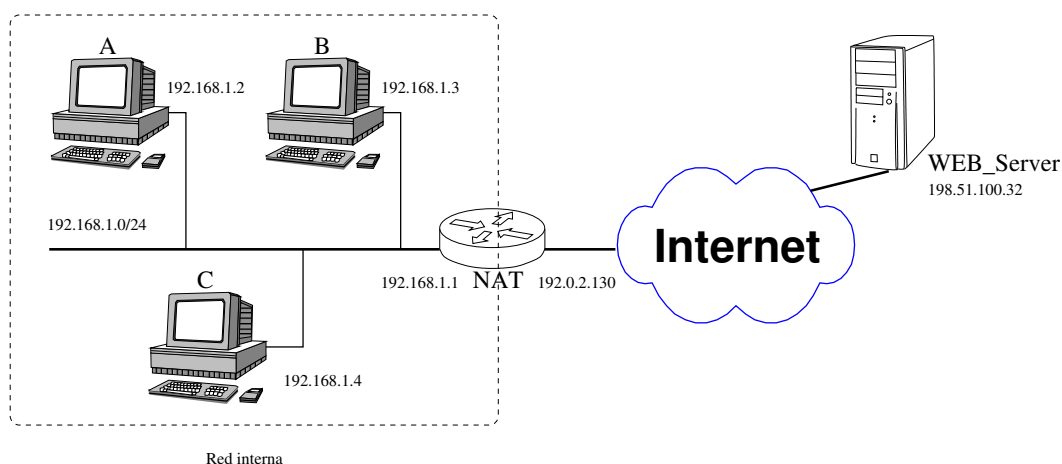 A
192.168.1.2
B
192.168.1.3
WEB_Server
198.51.100.32
192.168.1.0/24
Internet
192.168.1.1
NAT
192.0.2.130
C
192.168.1.4
Red interna